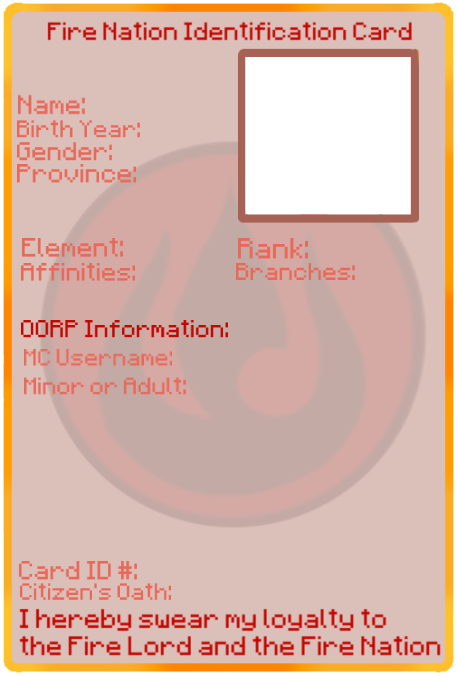 Fire Nation Identification Card
Name:
Birth Year:
Gender:
Province:
Element:
Affinities:
Rank:
Branches:
OORP Information:
MC Username:
Minor or Adult:
Card ID #:
Citizen's Oath:
I hereby swear my loyalty to
the Fire Lord and the Fire Nation